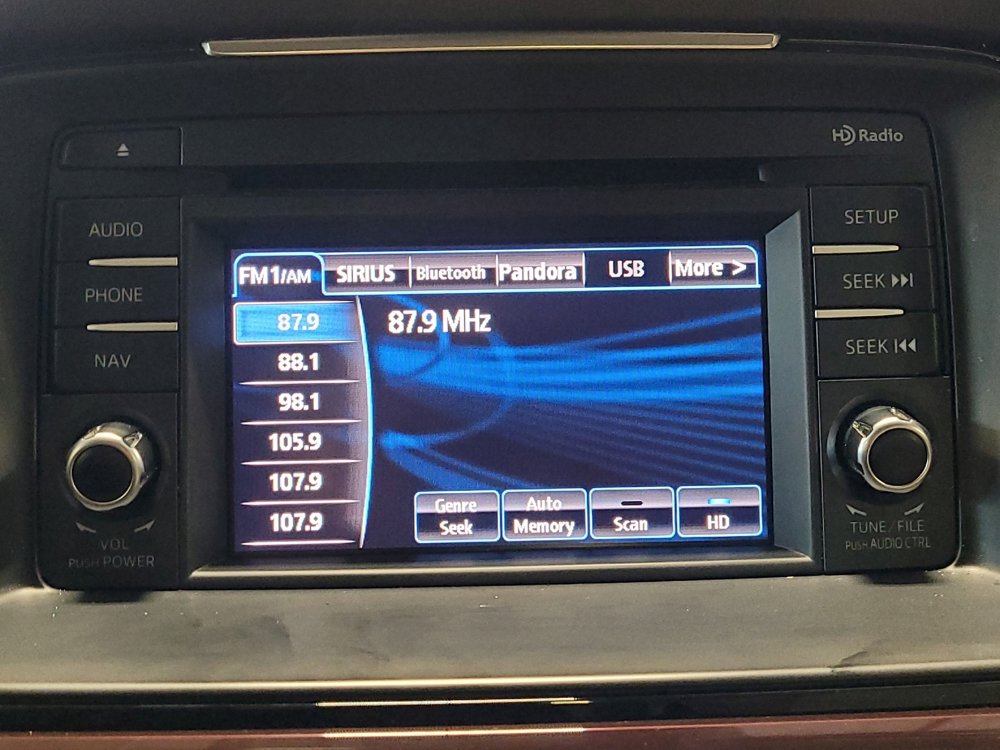 HD Radio
AUDIO
PHONE
NAV
VOL
PUSH POWER
FM1/AM SIRIUS Bluetooth Pandora USB More >
87.9
88.1
98.1
105.9
107.9
107.9
87.9 MHz
Genre Seek
Auto Memory
Scan
HD
SETUP
SEEK
SEEK
TUNE/FILE
PUSH AUDIO CTRL